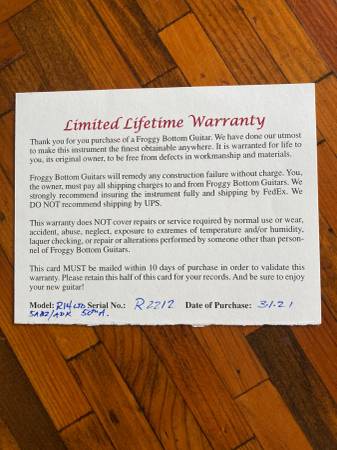 Limited Lifetime Warranty
Thank you for you purchase of a Froggy Bottom Guitar. We have done our utmost
to make this instrument the finest obtainable anywhere. It is warranted for life to
you, its original owner, to be free from defects in workmanship and materials.
Froggy Bottom Guitars will remedy any construction failure without charge. You,
the owner, must pay all shipping charges to and from Froggy Bottom Guitars. We
strongly recommend insuring the instrument fully and shipping by FedEx. We
DO NOT recommend shipping by UPS.
This warranty does NOT cover repairs or service required by normal use or wear,
accident, abuse, neglect, exposure to extremes of temperature and/or humidity,
laquer checking, or repair or alterations performed by someone other than person-
nel of Froggy Bottom Guitars.
This card MUST be mailed within 10 days of purchase in order to validate this
warranty. Please retain this half of this card for your records. And be sure to enjoy
your new guitar!
Model: R14 LTD Serial No.: R2212 Date of Purchase: 3.1.21